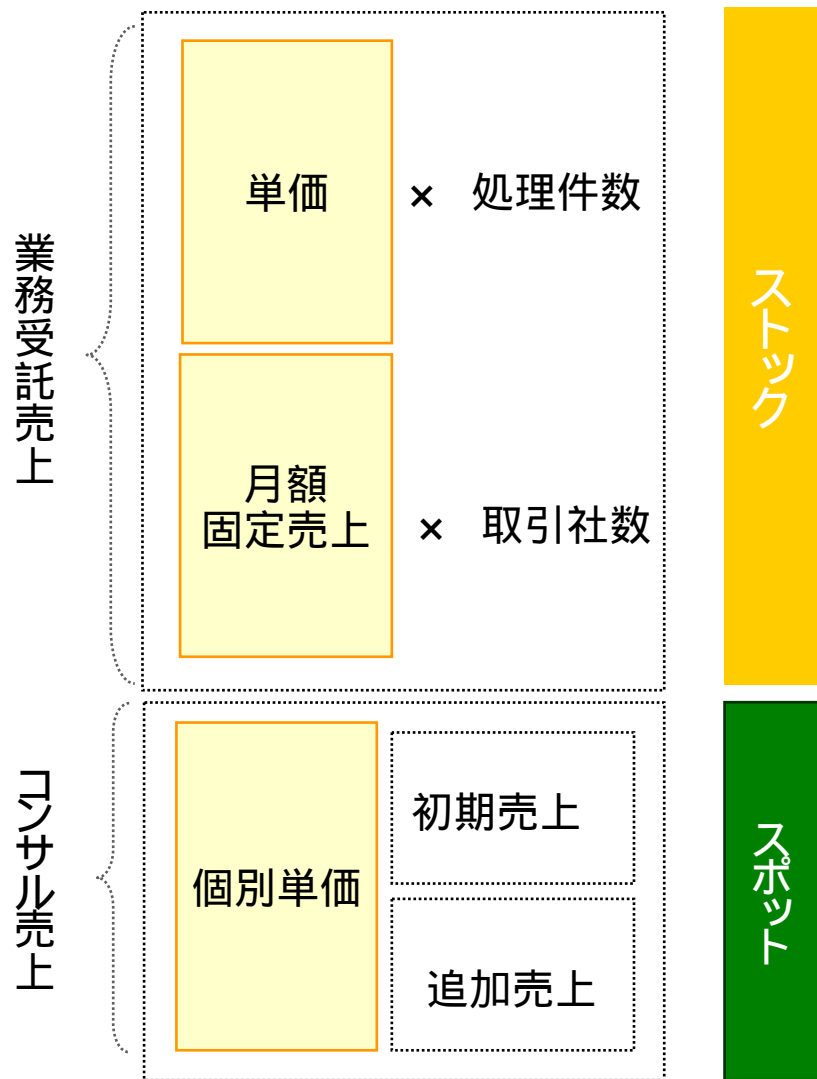 業務受託売上
単価 × 処理件数
月額
固定売上 × 取引社数
ストック
コンサル売上
個別単価
初期売上
追加売上
スポット